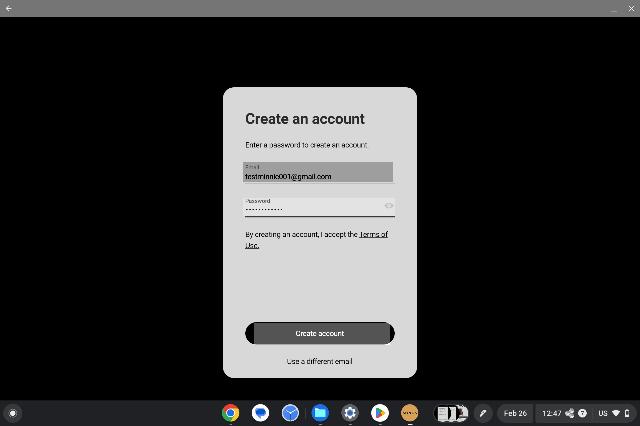 Create an account
Enter a password to create an account.
Email
testminnie001@gmail.com
Password
By creating an account, I accept the Terms of
Use.
Create account
Use a different email
Feb 26
12:47
US